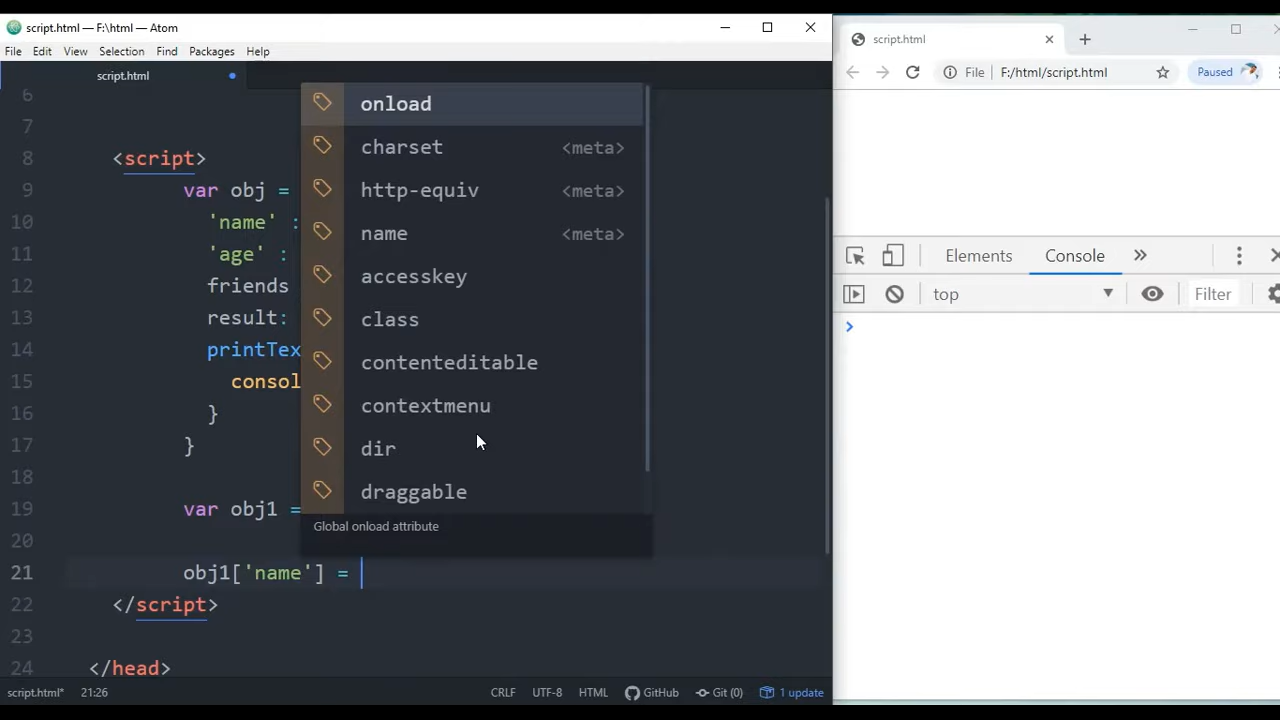 script.html — F:\html — Atom
File Edit View Selection Find Packages Help
script.html
6
7
8 <script>
9 var obj =
10 'name' :
11 'age' :
12 friends
13 result:
14 printTex
15 consol
16 }
17 }
18
19 var obj1 =
20
21 obj1['name'] =
22 </script>
23
24 </head>
onload
charset <meta>
http-equiv <meta>
name <meta>
accesskey
class
contenteditable
contextmenu
dir
draggable
Global onload attribute
script.html* 21:26 CRLF UTF-8 HTML GitHub Git (0) 1 update
script.html
File F:/html/script.html Paused
Elements Console
top Filter